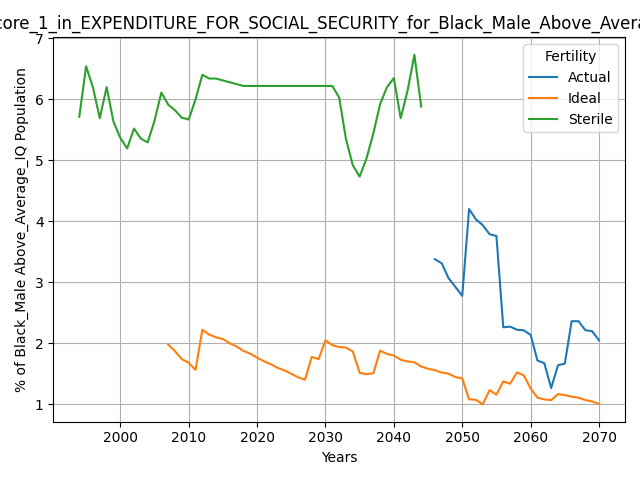 core_1_in_EXPENDITURE_FOR_SOCIAL_SECURITY_for_Black_Male_Above_Avera
Fertility
Actual
Ideal
Sterile
% of Black_Male Above_Average_IQ Population
7
6
5
4
3
2
1
2000 2010 2020 2030 2040 2050 2060 2070
Years